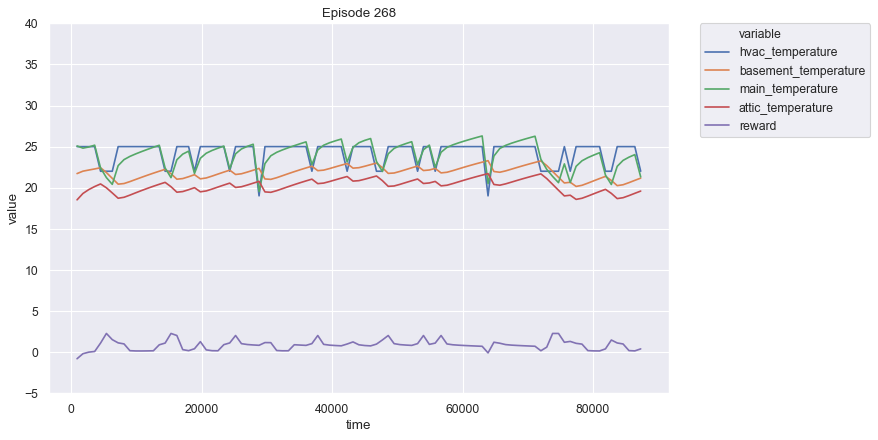 Episode 268
40
35
30
25
20
15
10
5
0
−5
value
0 20000 40000 60000 80000
time
variable
hvac_temperature
basement_temperature
main_temperature
attic_temperature
reward